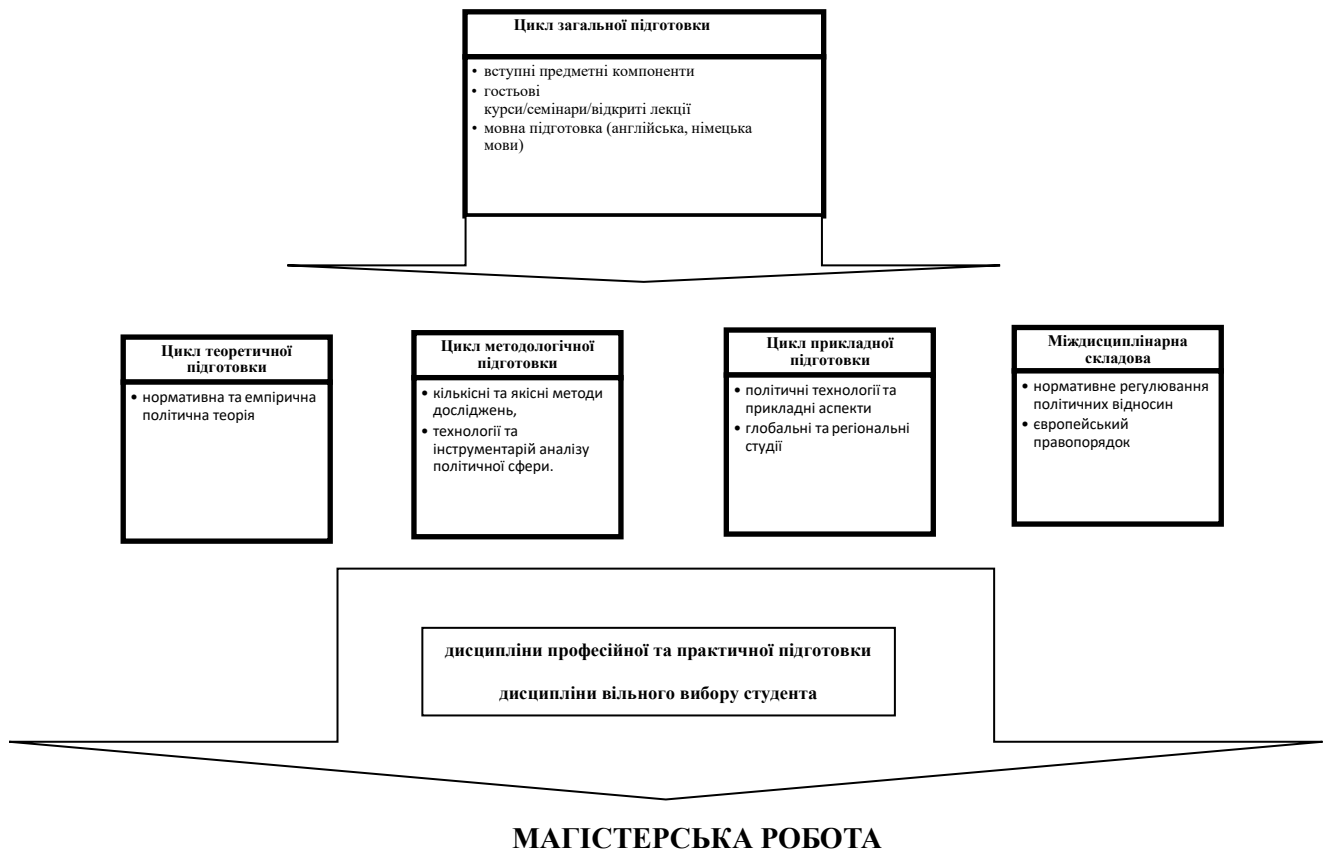 Цикл загальної підготовки
• вступні предметні компоненти
• гостьові
курси/семінари/відкриті лекції
• мовна підготовка (англійська, німецька
мови)
Цикл теоретичної
підготовки
• нормативна та емпірична
політична теорія
Цикл методологічної
підготовки
• кількісні та якісні методи
досліджень,
• технології та
інструментарій аналізу
політичної сфери.
Цикл прикладної
підготовки
• політичні технології та
прикладні аспекти
• глобальні та регіональні
студії
Міждисциплінарна
складова
• нормативне регулювання
політичних відносин
• європейський
правопорядок
дисципліни професійної та практичної підготовки
дисципліни вільного вибору студента
МАГІСТЕРСЬКА РОБОТА